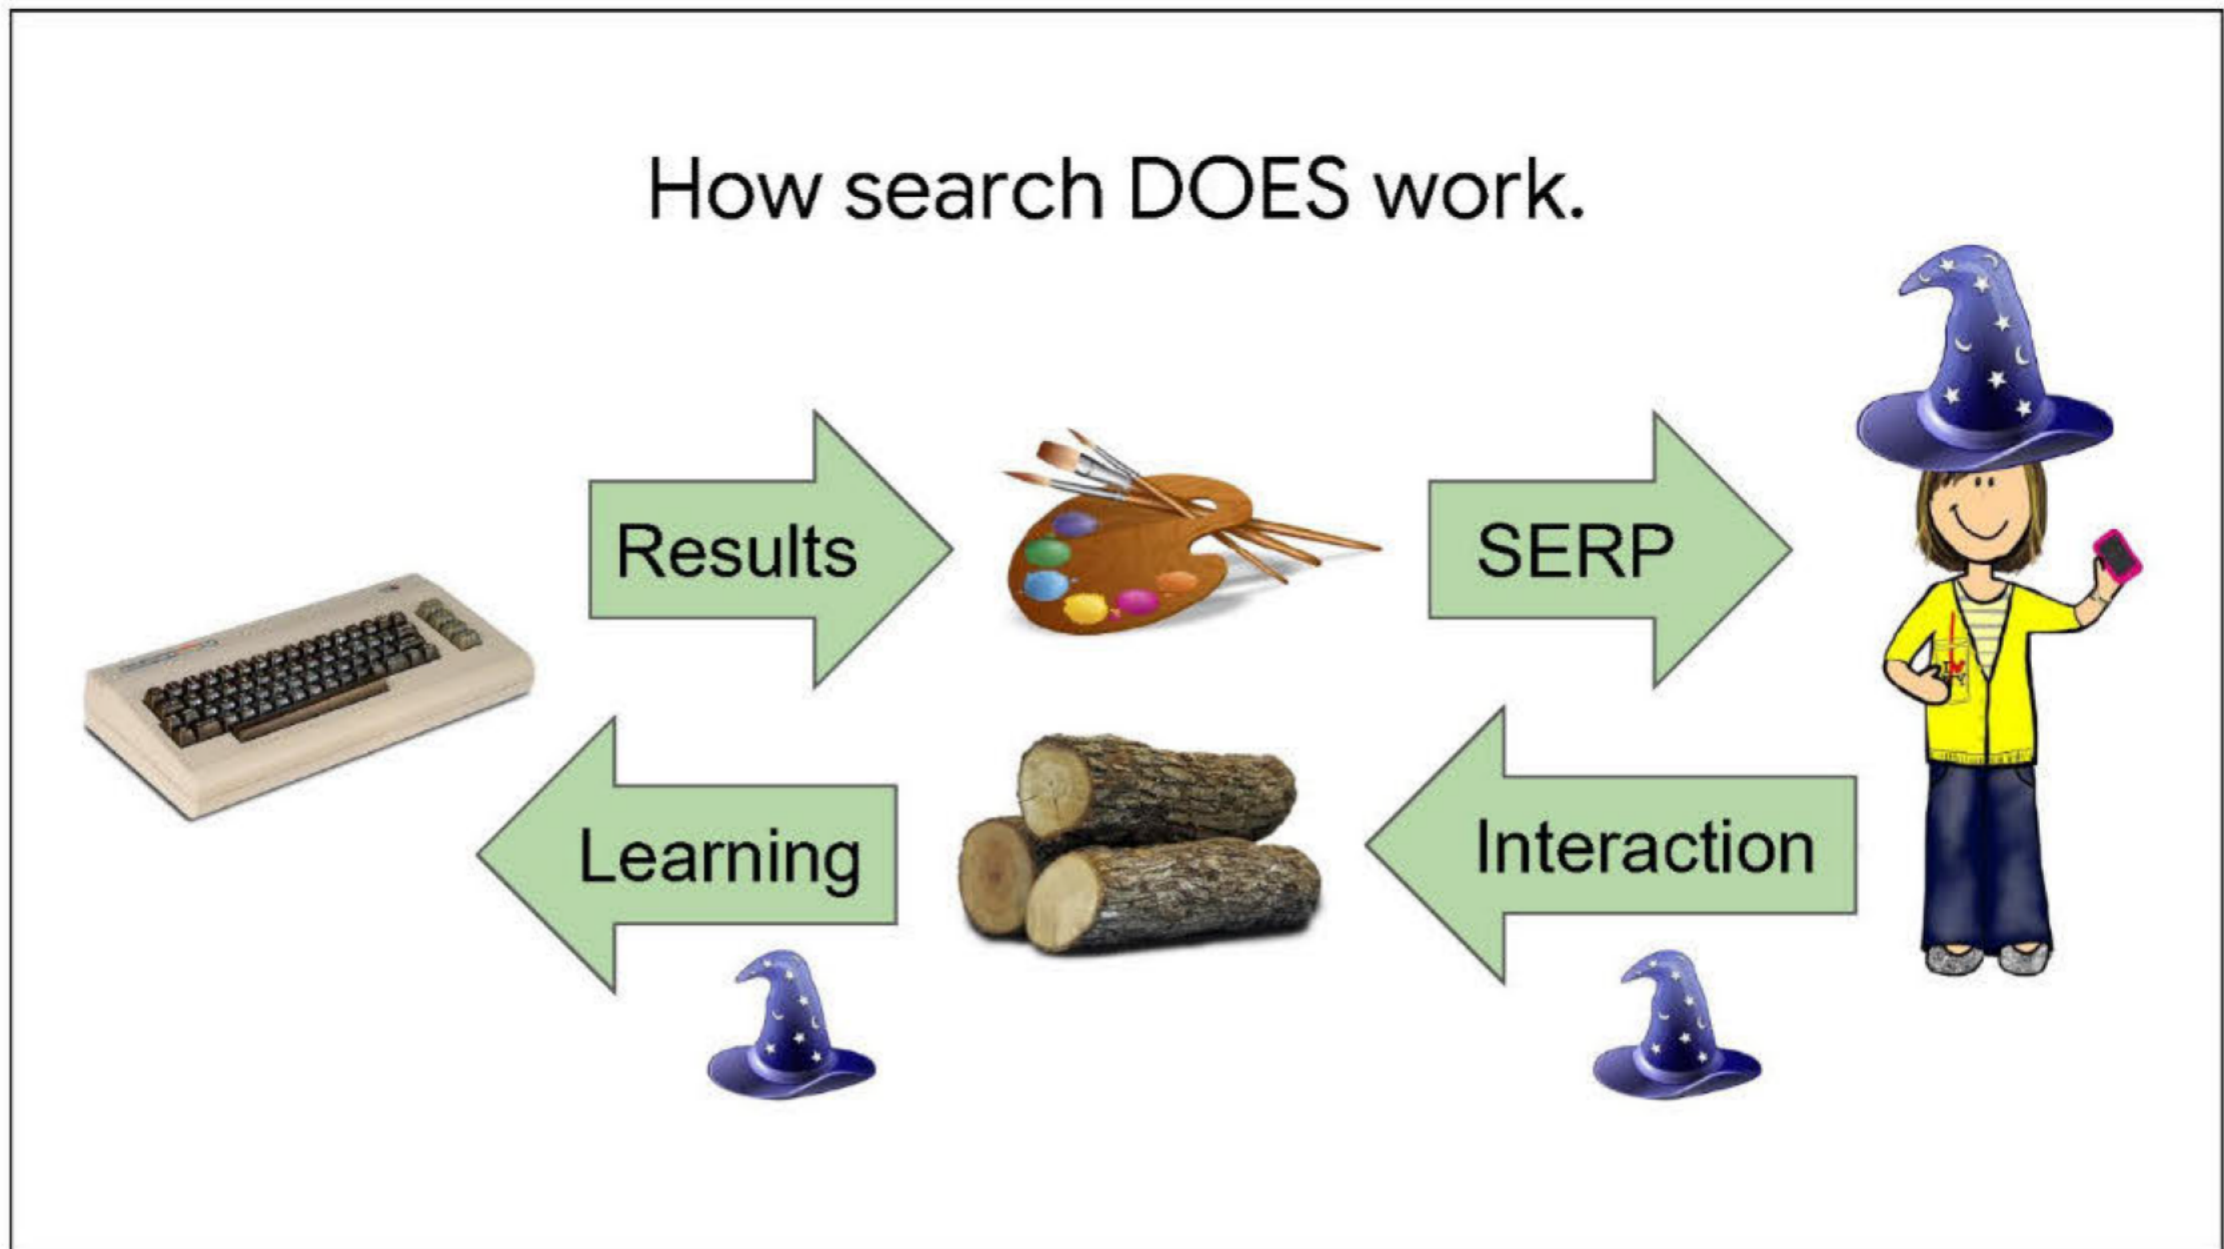 How search DOES work.
Results
SERP
Learning
Interaction